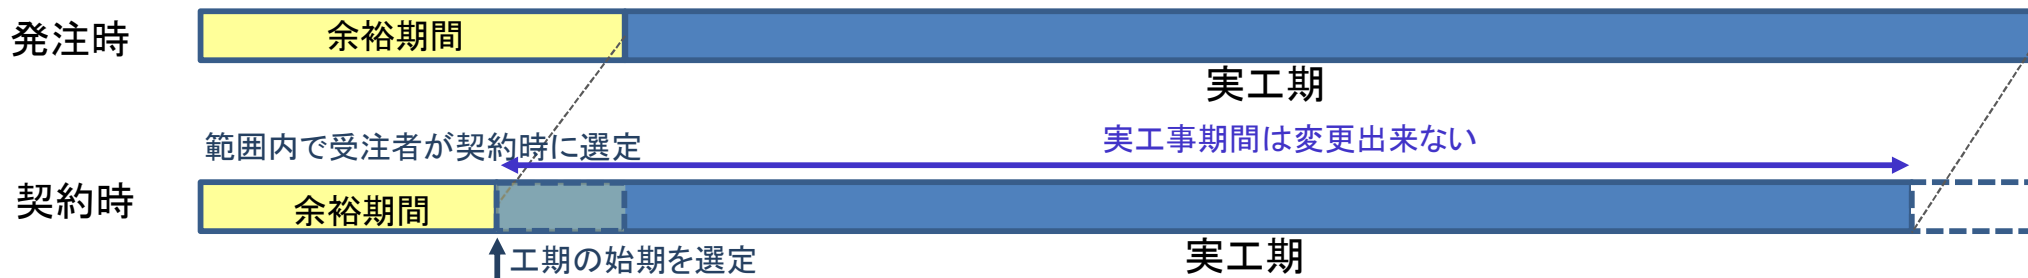 発注時
余裕期間
実工期
範囲内で受注者が契約時に選定
実工事期間は変更出来ない
契約時
余裕期間
工期の始期を選定
実工期